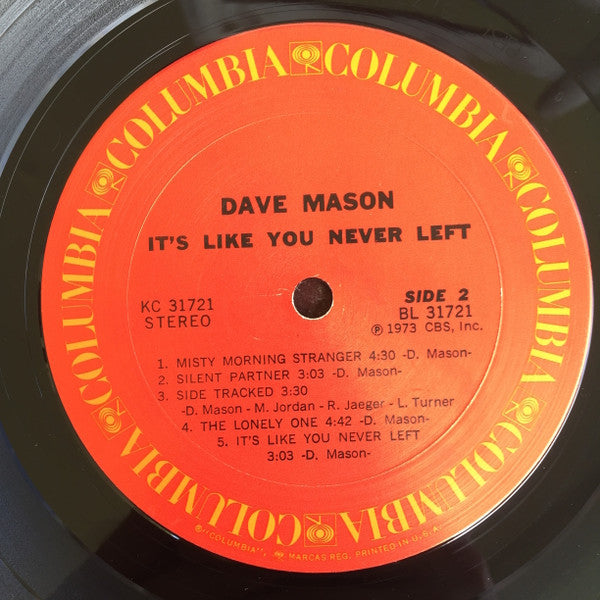 COLUMBIA COLUMBIA COLUMBIA COLUMBIA COLUMBIA COLUMBIA
DAVE MASON
IT'S LIKE YOU NEVER LEFT
KC 31721
STEREO
SIDE 2
BL 31721
Ⓟ 1973 CBS, Inc.
1. MISTY MORNING STRANGER 4:30 -D. Mason-
2. SILENT PARTNER 3:03 -D. Mason-
3. SIDE TRACKED 3:30
-D. Mason - M. Jordan - R. Jaeger - L. Turner
4. THE LONELY ONE 4:42 -D. Mason-
5. IT'S LIKE YOU NEVER LEFT
3:03 -D. Mason-
® "COLUMBIA", MARCAS REG. PRINTED IN U.S.A.